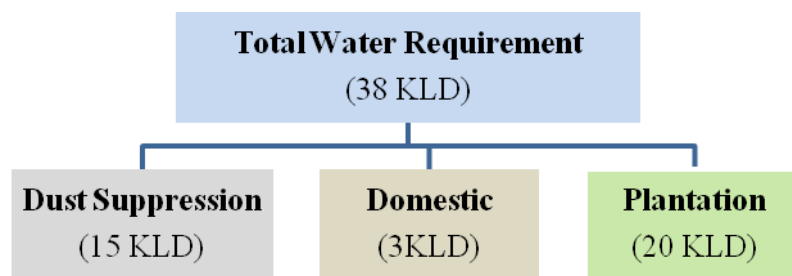 Total Water Requirement
(38 KLD)
Dust Suppression
(15 KLD)
Domestic
(3KLD)
Plantation
(20 KLD)